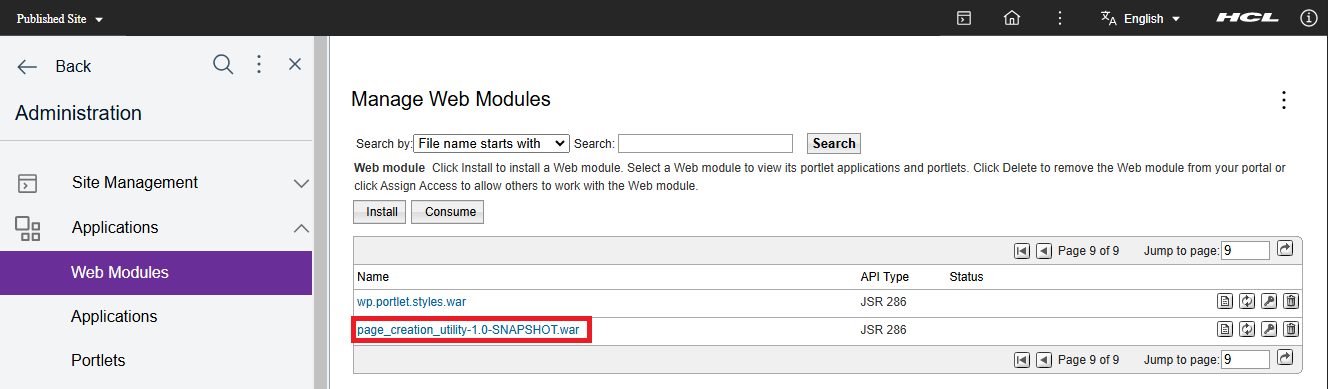 Published Site
English
HCL
Back
Administration
Site Management
Applications
Web Modules
Applications
Portlets
Manage Web Modules
Search by: File name starts with Search: Search
Web module Click Install to install a Web module. Select a Web module to view its portlet applications and portlets. Click Delete to remove the Web module from your portal or
click Assign Access to allow others to work with the Web module.
Install Consume
Page 9 of 9 Jump to page: 9
Name API Type Status
wp.portlet.styles.war JSR 286
page_creation_utility-1.0-SNAPSHOT.war JSR 286
Page 9 of 9 Jump to page: 9